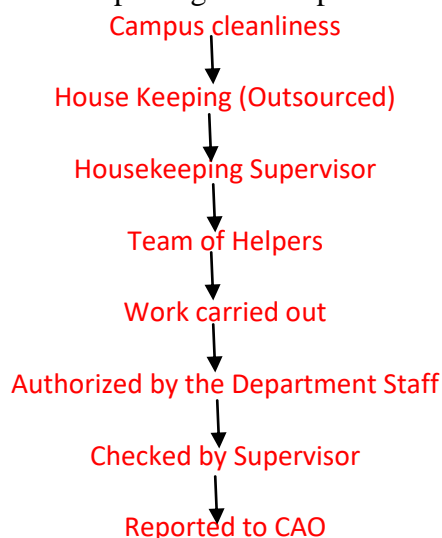 Campus cleanliness
House Keeping (Outsourced)
Housekeeping Supervisor
Team of Helpers
Work carried out
Authorized by the Department Staff
Checked by Supervisor
Reported to CAO